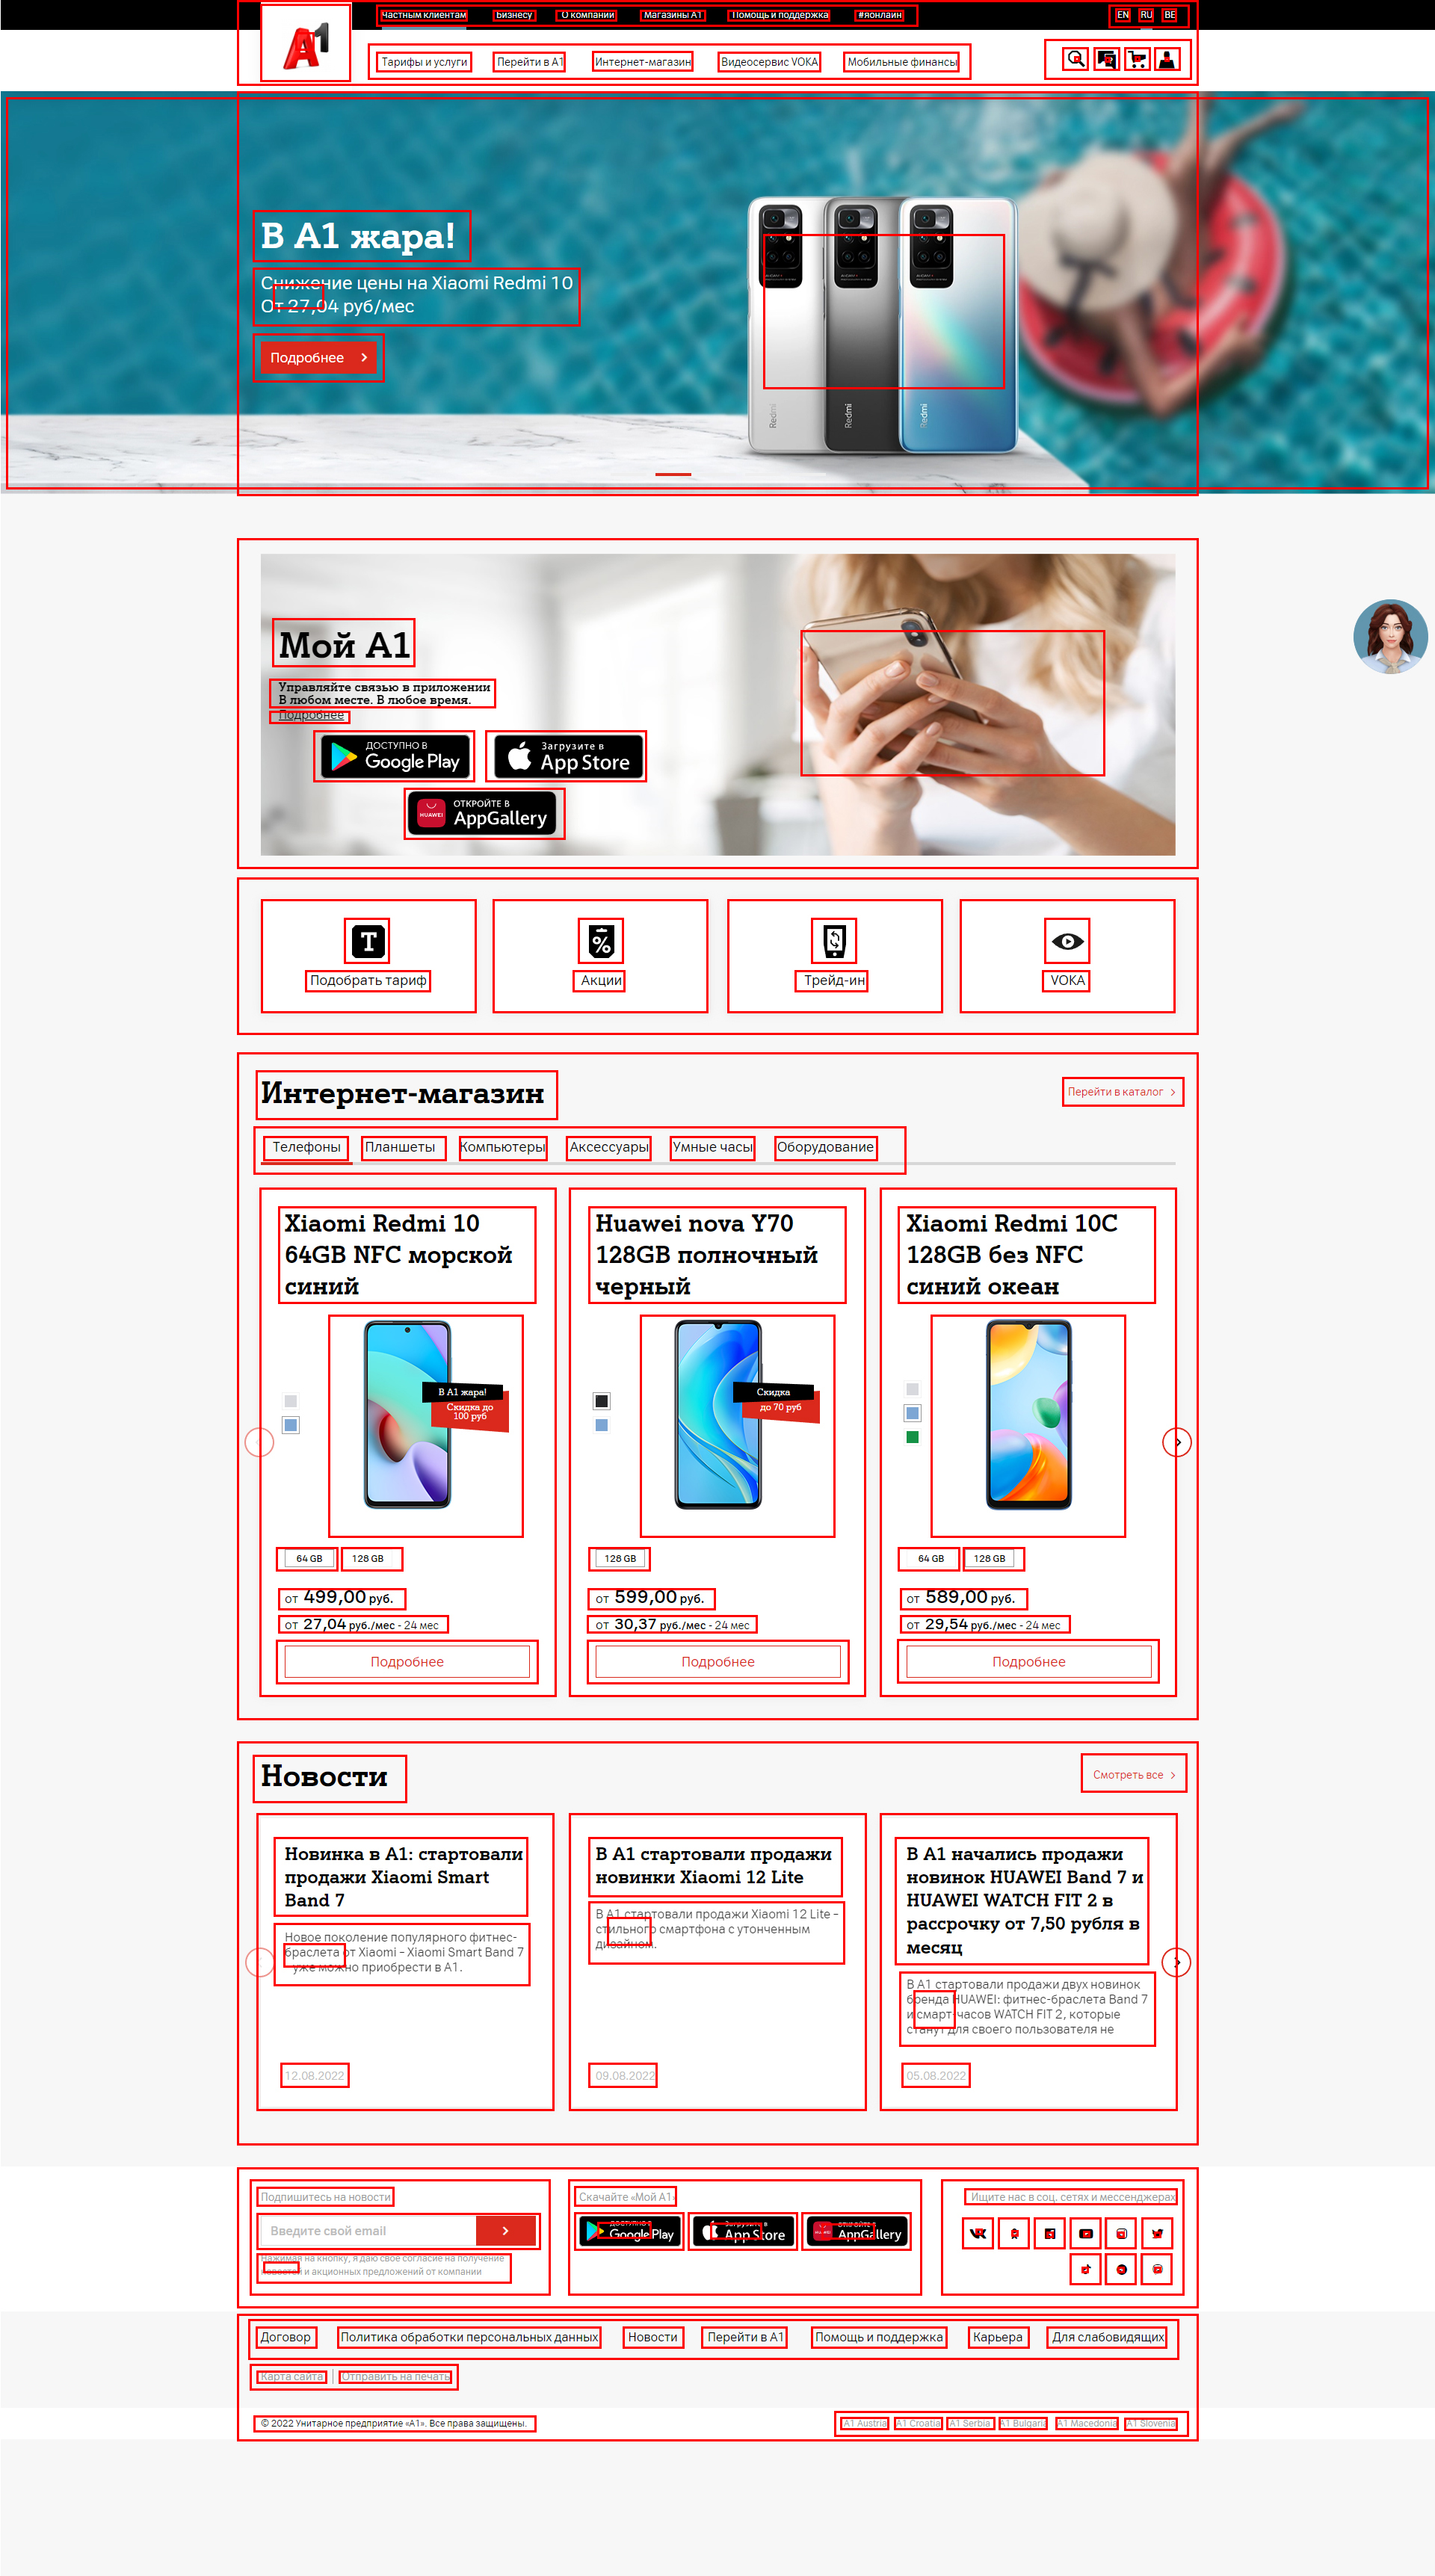 Частным клиентам
Бизнесу
О компании
Магазины А1
Помощь и поддержка
#яонлайн
EN
RU
BE
A1
Тарифы и услуги
Перейти в А1
Интернет-магазин
Видеосервис VOKA
Мобильные финансы
В А1 жара!
Снижение цены на Xiaomi Redmi 10
От 27,04 руб/мес
Подробнее
Redmi
Redmi
Redmi
Мой А1
Управляйте связью в приложении
В любом месте. В любое время.
Подробнее
ДОСТУПНО В
Google Play
Загрузите в
App Store
HUAWEI
ОТКРОЙТЕ В
AppGallery
Подобрать тариф
Акции
Трейд-ин
VOKA
Интернет-магазин
Перейти в каталог
Телефоны
Планшеты
Компьютеры
Аксессуары
Умные часы
Оборудование
Xiaomi Redmi 10
64GB NFC морской
синий
В А1 жара!
Скидка до
100 руб
64 GB
128 GB
от 499,00 руб.
от 27,04 руб./мес - 24 мес
Подробнее
Huawei nova Y70
128GB полночный
черный
Скидка
до 70 руб
128 GB
от 599,00 руб.
от 30,37 руб./мес - 24 мес
Подробнее
Xiaomi Redmi 10C
128GB без NFC
синий океан
64 GB
128 GB
от 589,00 руб.
от 29,54 руб./мес - 24 мес
Подробнее
Новости
Смотреть все
Новинка в А1: стартовали
продажи Xiaomi Smart
Band 7
Новое поколение популярного фитнес-
браслета от Xiaomi – Xiaomi Smart Band 7
уже можно приобрести в А1.
12.08.2022
В А1 стартовали продажи
новинки Xiaomi 12 Lite
В А1 стартовали продажи Xiaomi 12 Lite –
стильного смартфона с утонченным
дизайном.
09.08.2022
В А1 начались продажи
новинок HUAWEI Band 7 и
HUAWEI WATCH FIT 2 в
рассрочку от 7,50 рубля в
месяц
В А1 стартовали продажи двух новинок
бренда HUAWEI: фитнес-браслета Band 7
и смарт-часов WATCH FIT 2, которые
станут для своего пользователя не
05.08.2022
Подпишитесь на новости
Введите свой email
Нажимая на кнопку, я даю свое согласие на получение
новостей и акционных предложений от компании
Скачайте «Мой А1»
ДОСТУПНО В
Google Play
Загрузите в
App Store
HUAWEI
ОТКРОЙТЕ В
AppGallery
Ищите нас в соц. сетях и мессенджерах
Договор
Политика обработки персональных данных
Новости
Перейти в А1
Помощь и поддержка
Карьера
Для слабовидящих
Карта сайта
Отправить на печать
© 2022 Унитарное предприятие «А1». Все права защищены.
A1 Austria
A1 Croatia
A1 Serbia
A1 Bulgaria
A1 Macedonia
A1 Slovenia